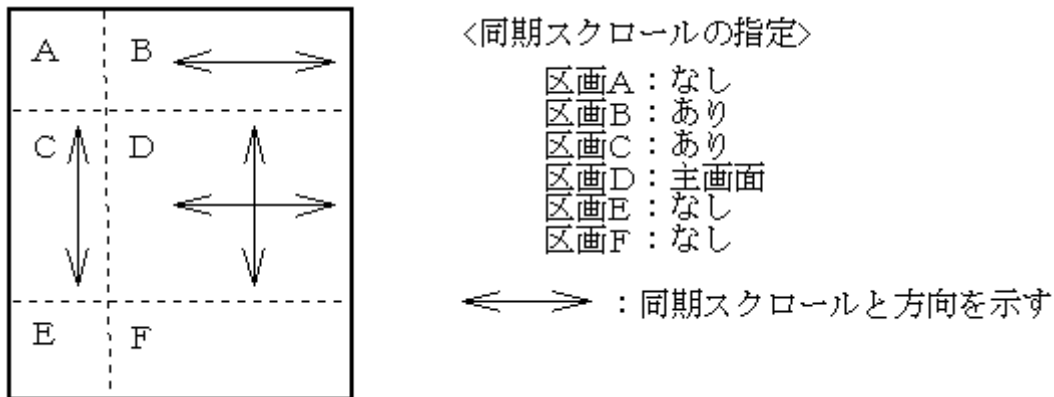 A
B
C
D
E
F
<同期スクロールの指定>
区画A：なし
区画B：あり
区画C：あり
区画D：主画面
区画E：なし
区画F：なし
：同期スクロールと方向を示す